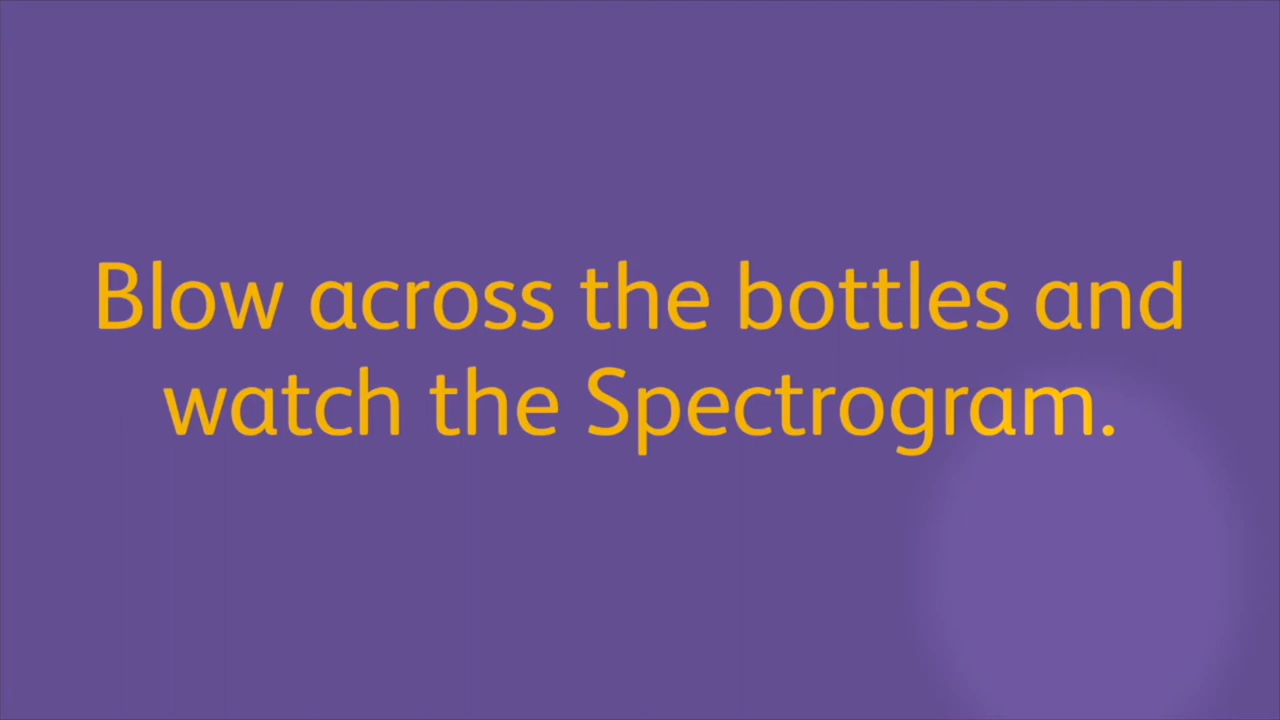 Blow across the bottles and
watch the Spectrogram.